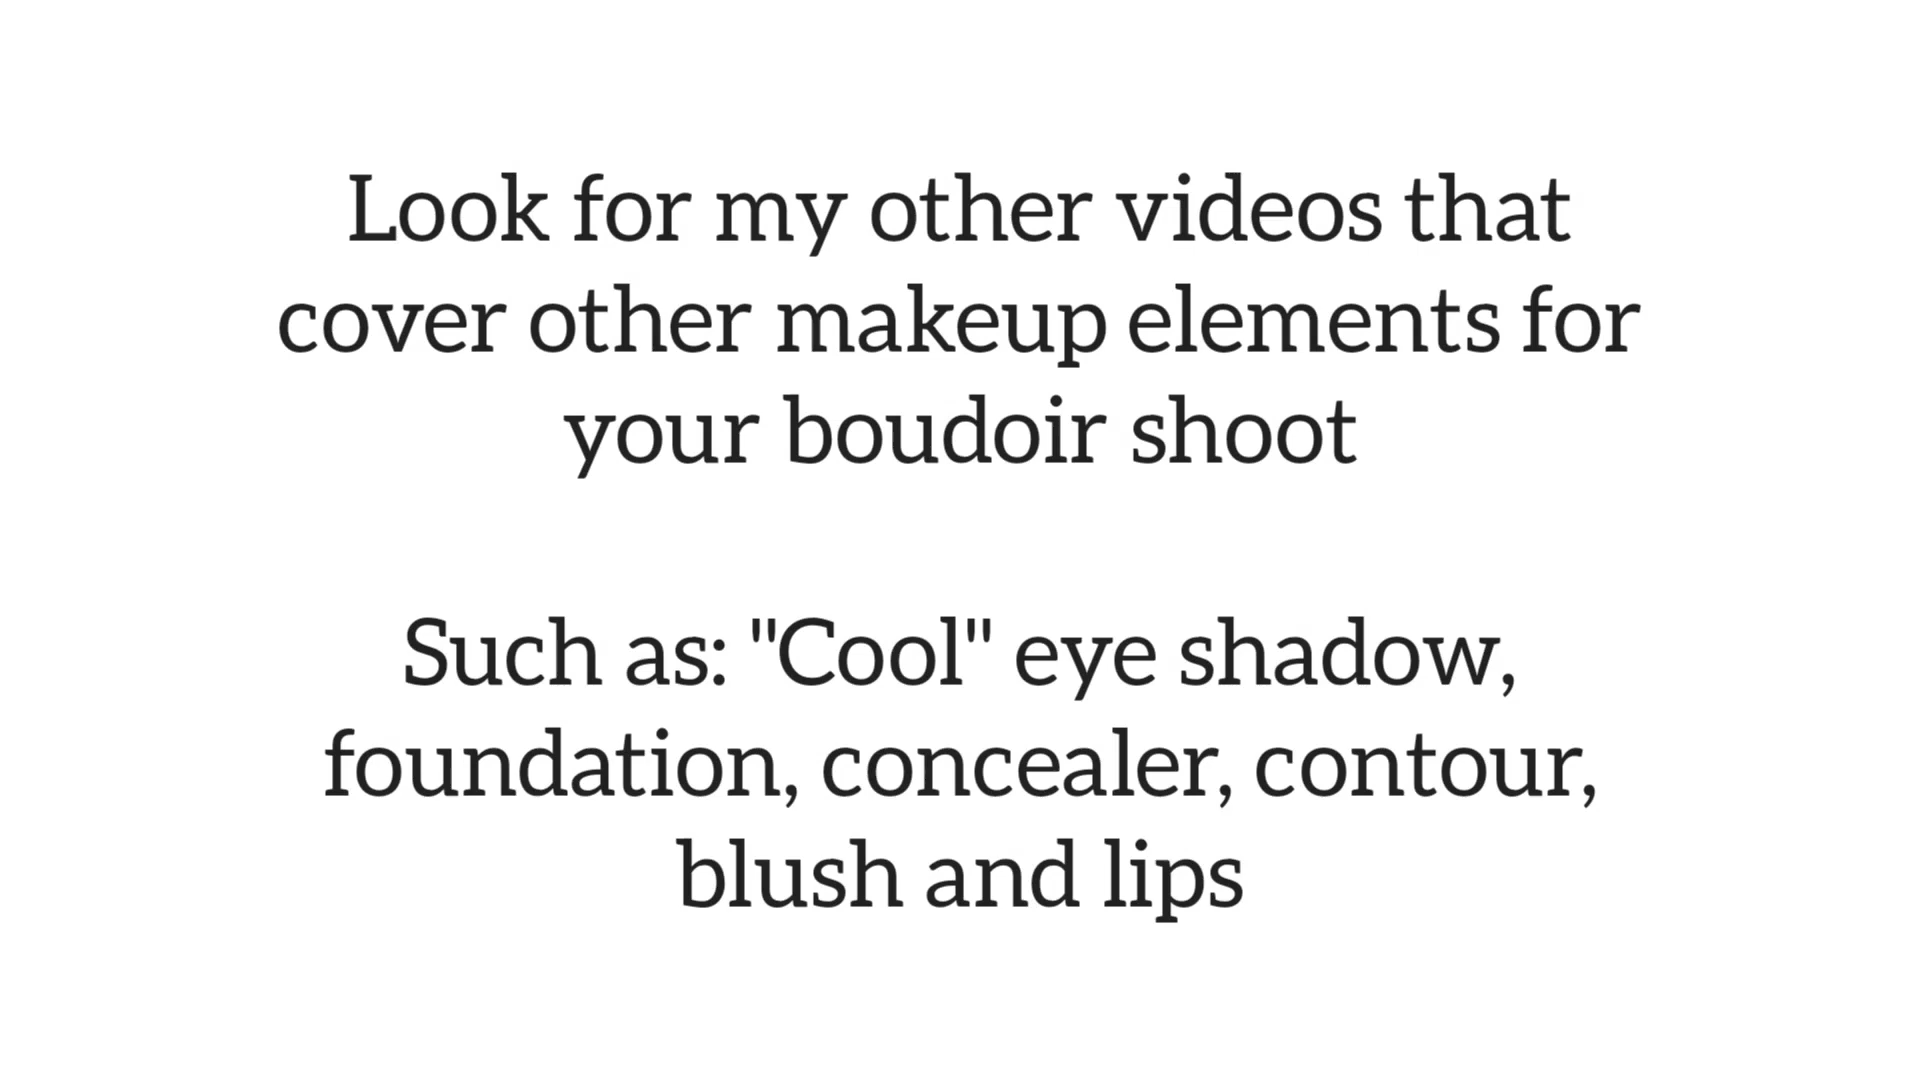 Look for my other videos that
cover other makeup elements for
your boudoir shoot
Such as: "Cool" eye shadow,
foundation, concealer, contour,
blush and lips